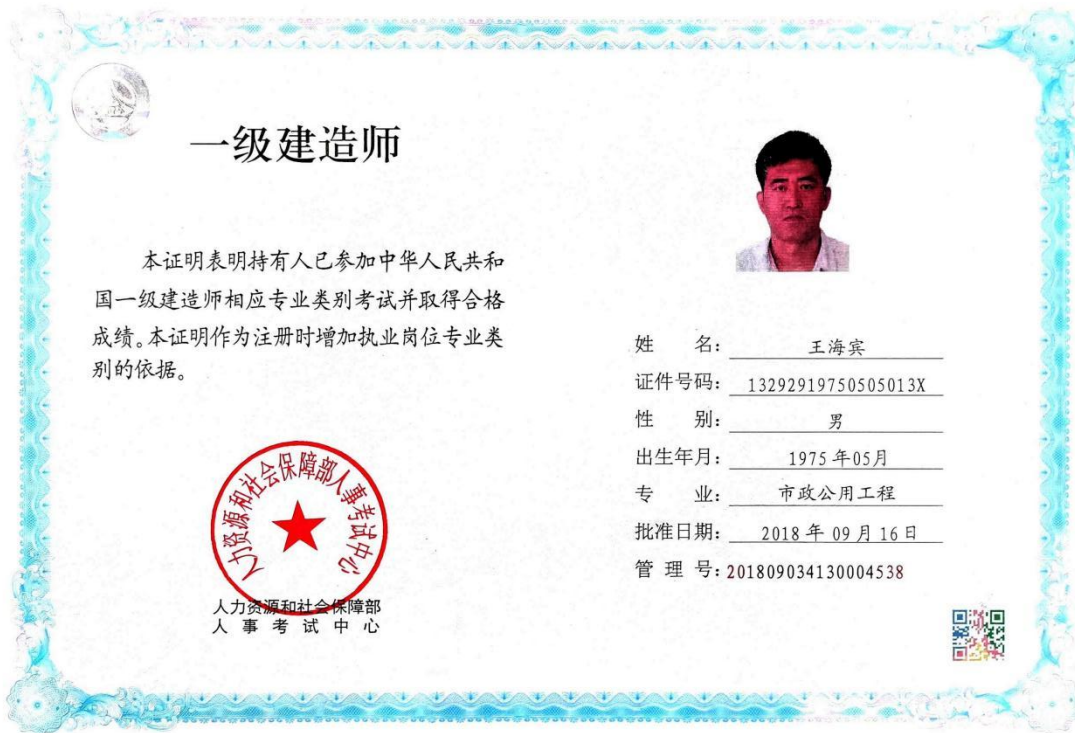 一级建造师
本证明表明持有人已参加中华人民共和
国一级建造师相应专业类别考试并取得合格
成绩。本证明作为注册时增加执业岗位专业类
别的依据。
人力资源和社会保障部人事考试中心
人力资源和社会保障部
人事考试中心
姓 名: 王海宾
证件号码: 13292919750505013X
性 别: 男
出生年月: 1975年05月
专 业: 市政公用工程
批准日期: 2018年09月16日
管 理 号: 201809034130004538